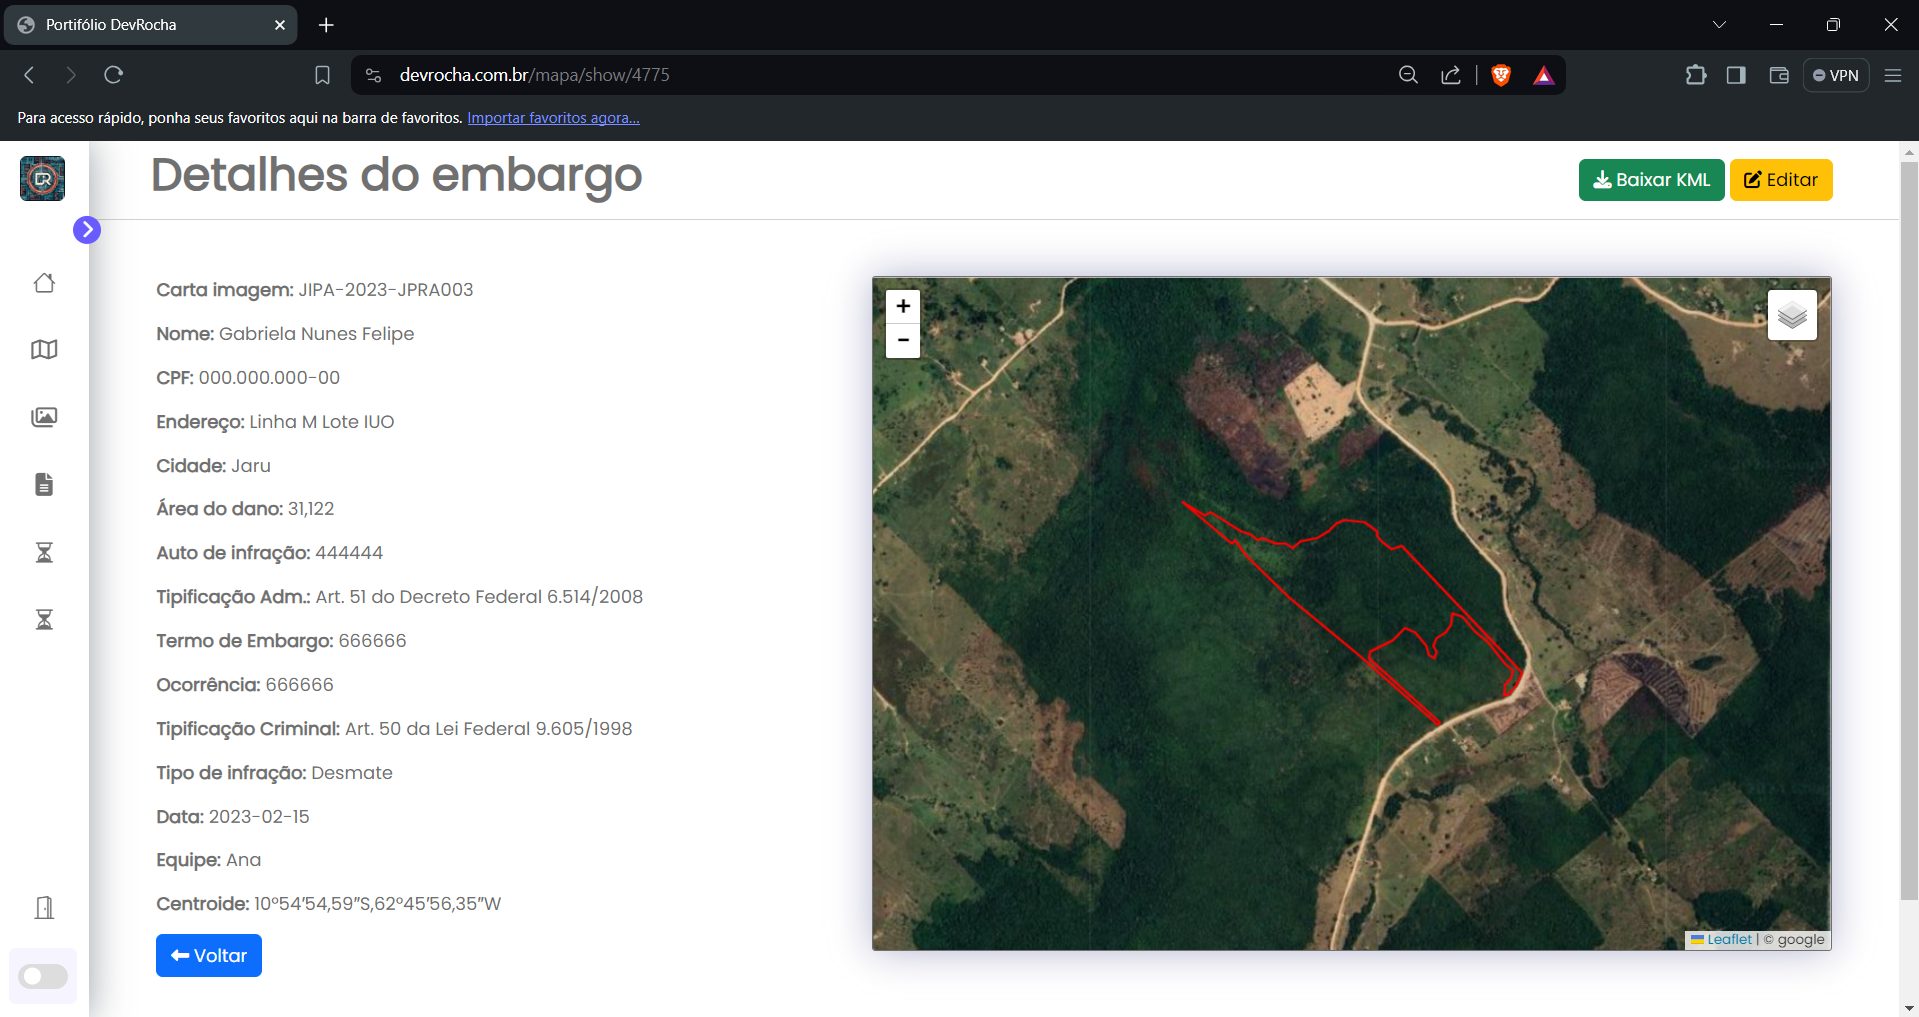 Portifólio DevRocha
devrocha.com.br/mapa/show/4775
VPN
Para acesso rápido, ponha seus favoritos aqui na barra de favoritos. Importar favoritos agora...
DR
Detalhes do embargo
Baixar KML
Editar
Carta imagem: JIPA-2023-JPRA003
Nome: Gabriela Nunes Felipe
CPF: 000.000.000-00
Endereço: Linha M Lote IUO
Cidade: Jaru
Área do dano: 31,122
Auto de infração: 444444
Tipificação Adm.: Art. 51 do Decreto Federal 6.514/2008
Termo de Embargo: 666666
Ocorrência: 666666
Tipificação Criminal: Art. 50 da Lei Federal 9.605/1998
Tipo de infração: Desmate
Data: 2023-02-15
Equipe: Ana
Centroide: 10°54'54,59"S,62°45'56,35"W
Voltar
+
-
Leaflet | © google